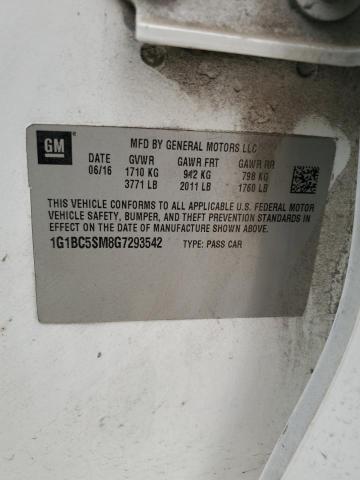 GM
MFD BY GENERAL MOTORS LLC
DATE GVWR GAWR FRT GAWR RR
06/16 1710 KG 942 KG 798 KG
3771 LB 2011 LB 1760 LB
THIS VEHICLE CONFORMS TO ALL APPLICABLE U.S. FEDERAL MOTOR
VEHICLE SAFETY, BUMPER, AND THEFT PREVENTION STANDARDS IN
EFFECT ON THE DATE OF MANUFACTURE SHOWN ABOVE.
1G1BC5SM8G7293542 TYPE: PASS CAR